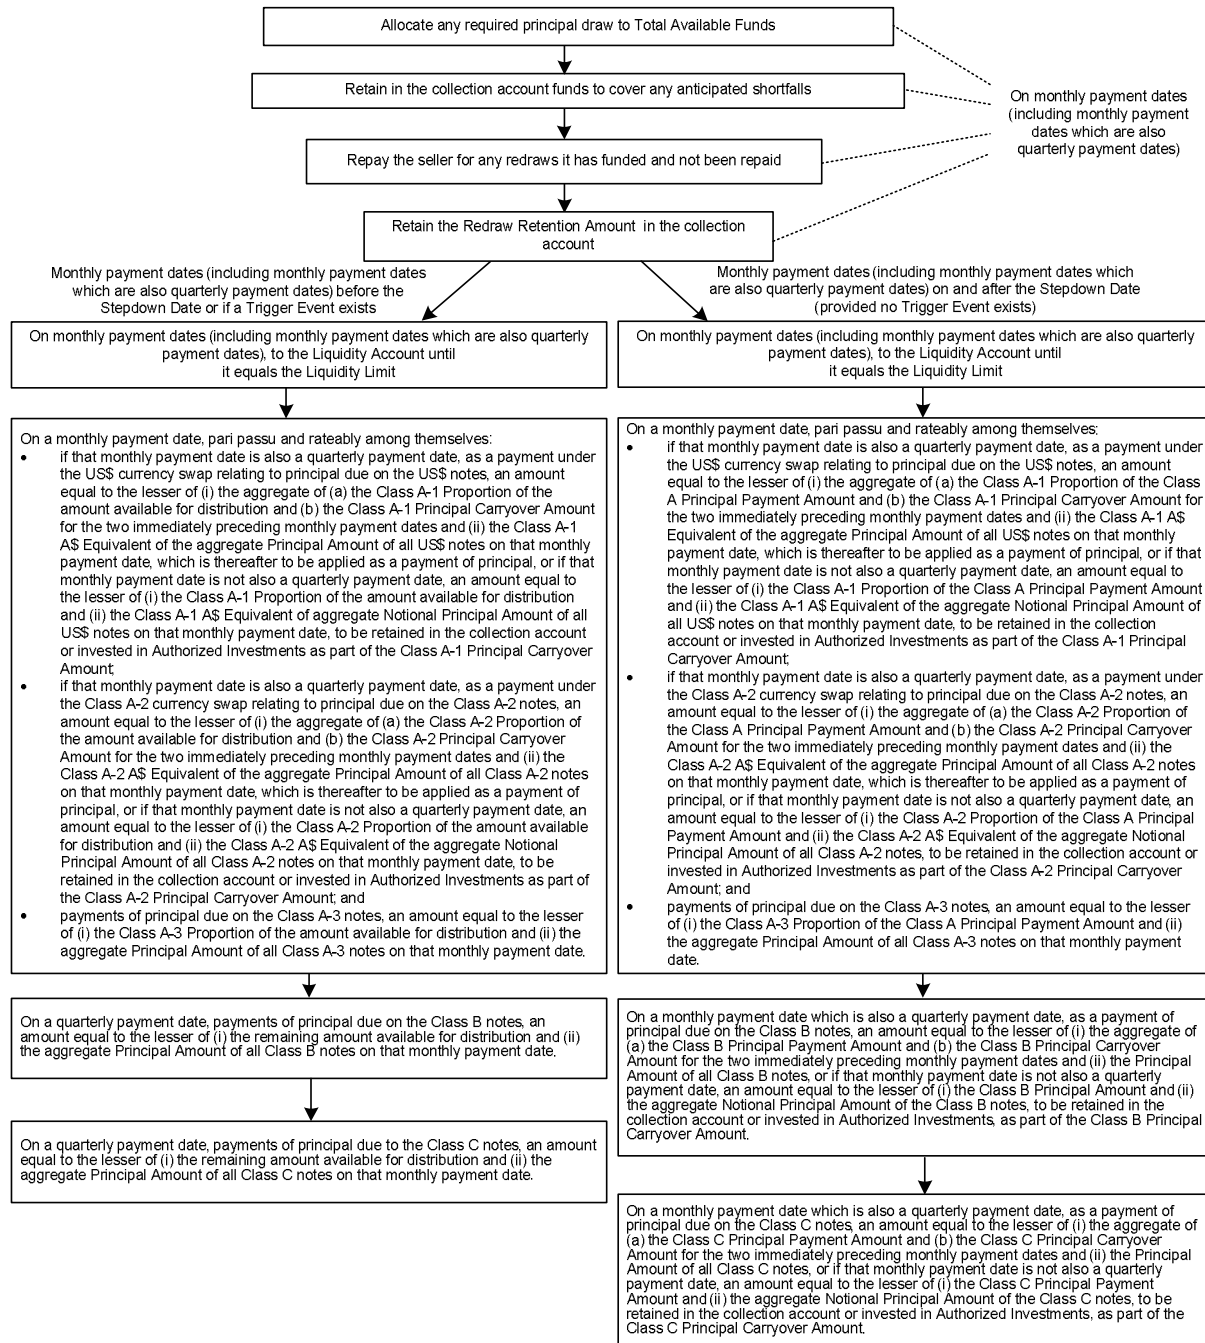 Allocate any required principal draw to Total Available Funds
Retain in the collection account funds to cover any anticipated shortfalls
On monthly payment dates
(including monthly payment
dates which are also
quarterly payment dates)
Repay the seller for any redraws it has funded and not been repaid
Retain the Redraw Retention Amount in the collection
account
Monthly payment dates (including monthly payment dates
which are also quarterly payment dates) before the
Stepdown Date or if a Trigger Event exists
Monthly payment dates (including monthly payment dates which
are also quarterly payment dates) on and after the Stepdown Date
(provided no Trigger Event exists)
On monthly payment dates (including monthly payment dates which are also quarterly
payment dates), to the Liquidity Account until
it equals the Liquidity Limit
On monthly payment dates (including monthly payment dates which are also quarterly
payment dates), to the Liquidity Account until
it equals the Liquidity Limit
On a monthly payment date, pari passu and rateably among themselves:
• if that monthly payment date is also a quarterly payment date, as a payment under
the US$ currency swap relating to principal due on the US$ notes, an amount
equal to the lesser of (i) the aggregate of (a) the Class A-1 Proportion of the
amount available for distribution and (b) the Class A-1 Principal Carryover Amount
for the two immediately preceding monthly payment dates and (ii) the Class A-1
A$ Equivalent of the aggregate Principal Amount of all US$ notes on that monthly
payment date, which is thereafter to be applied as a payment of principal, or if that
monthly payment date is not also a quarterly payment date, an amount equal to
the lesser of (i) the Class A-1 Proportion of the amount available for distribution
and (ii) the Class A-1 A$ Equivalent of aggregate Notional Principal Amount of all
US$ notes on that monthly payment date, to be retained in the collection account
or invested in Authorized Investments as part of the Class A-1 Principal Carryover
Amount;
• if that monthly payment date is also a quarterly payment date, as a payment under
the Class A-2 currency swap relating to principal due on the Class A-2 notes, an
amount equal to the lesser of (i) the aggregate of (a) the Class A-2 Proportion of
the amount available for distribution and (b) the Class A-2 Principal Carryover
Amount for the two immediately preceding monthly payment dates and (ii) the
Class A-2 A$ Equivalent of the aggregate Principal Amount of all Class A-2 notes
on that monthly payment date, which is thereafter to be applied as a payment of
principal, or if that monthly payment date is not also a quarterly payment date, an
amount equal to the lesser of (i) the Class A-2 Proportion of the amount available
for distribution and (ii) the Class A-2 A$ Equivalent of the aggregate Notional
Principal Amount of all Class A-2 notes on that monthly payment date, to be
retained in the collection account or invested in Authorized Investments as part of
the Class A-2 Principal Carryover Amount; and
• payments of principal due on the Class A-3 notes, an amount equal to the lesser
of (i) the Class A-3 Proportion of the amount available for distribution and (ii) the
aggregate Principal Amount of all Class A-3 notes on that monthly payment date.
On a monthly payment date, pari passu and rateably among themselves:
• if that monthly payment date is also a quarterly payment date, as a payment under
the US$ currency swap relating to principal due on the US$ notes, an amount
equal to the lesser of (i) the aggregate of (a) the Class A-1 Proportion of the Class
A Principal Payment Amount and (b) the Class A-1 Principal Carryover Amount for
the two immediately preceding monthly payment dates and (ii) the Class A-1 A$
Equivalent of the aggregate Principal Amount of all US$ notes on that monthly
payment date, which is thereafter to be applied as a payment of principal, or if that
monthly payment date is not also a quarterly payment date, an amount equal to
the lesser of (i) the Class A-1 Proportion of the Class A Principal Payment Amount
and (ii) the Class A-1 A$ Equivalent of the aggregate Notional Principal Amount of
all US$ notes on that monthly payment date, to be retained in the collection
account or invested in Authorized Investments as part of the Class A-1 Principal
Carryover Amount;
• if that monthly payment date is also a quarterly payment date, as a payment under
the Class A-2 currency swap relating to principal due on the Class A-2 notes, an
amount equal to the lesser of (i) the aggregate of (a) the Class A-2 Proportion of
the Class A Principal Payment Amount and (b) the Class A-2 Principal Carryover
Amount for the two immediately preceding monthly payment dates and (ii) the
Class A-2 A$ Equivalent of the aggregate Principal Amount of all Class A-2 notes
on that monthly payment date, which is thereafter to be applied as a payment of
principal, or if that monthly payment date is not also a quarterly payment date, an
amount equal to the lesser of (i) the Class A-2 Proportion of the Class A Principal
Payment Amount and (ii) the Class A-2 A$ Equivalent of the aggregate Notional
Principal Amount of all Class A-2 notes, to be retained in the collection account or
invested in Authorized Investments as part of the Class A-2 Principal Carryover
Amount; and
• payments of principal due on the Class A-3 notes, an amount equal to the lesser
of (i) the Class A-3 Proportion of the Class A Principal Payment Amount and (ii)
the aggregate Principal Amount of all Class A-3 notes on that monthly payment
date.
On a quarterly payment date, payments of principal due on the Class B notes, an
amount equal to the lesser of (i) the remaining amount available for distribution and (ii)
the aggregate Principal Amount of all Class B notes on that monthly payment date.
On a monthly payment date which is also a quarterly payment date, as a payment of
principal due on the Class B notes, an amount equal to the lesser of (i) the aggregate of
(a) the Class B Principal Payment Amount and (b) the Class B Principal Carryover
Amount for the two immediately preceding monthly payment dates and (ii) the Principal
Amount of all Class B notes, or if that monthly payment date is not also a quarterly
payment date, an amount equal to the lesser of (i) the Class B Principal Amount and (ii)
the aggregate Notional Principal Amount of the Class B notes, to be retained in the
collection account or invested in Authorized Investments, as part of the Class B Principal
Carryover Amount.
On a quarterly payment date, payments of principal due to the Class C notes, an amount
equal to the lesser of (i) the remaining amount available for distribution and (ii) the
aggregate Principal Amount of all Class C notes on that monthly payment date.
On a monthly payment date which is also a quarterly payment date, as a payment of
principal due on the Class C notes, an amount equal to the lesser of (i) the aggregate of
(a) the Class C Principal Payment Amount and (b) the Class C Principal Carryover
Amount for the two immediately preceding monthly payment dates and (ii) the Principal
Amount of all Class C notes, or if that monthly payment date is not also a quarterly
payment date, an amount equal to the lesser of (i) the Class C Principal Payment
Amount and (ii) the aggregate Notional Principal Amount of the Class C notes, to be
retained in the collection account or invested in Authorized Investments, as part of the
Class C Principal Carryover Amount.